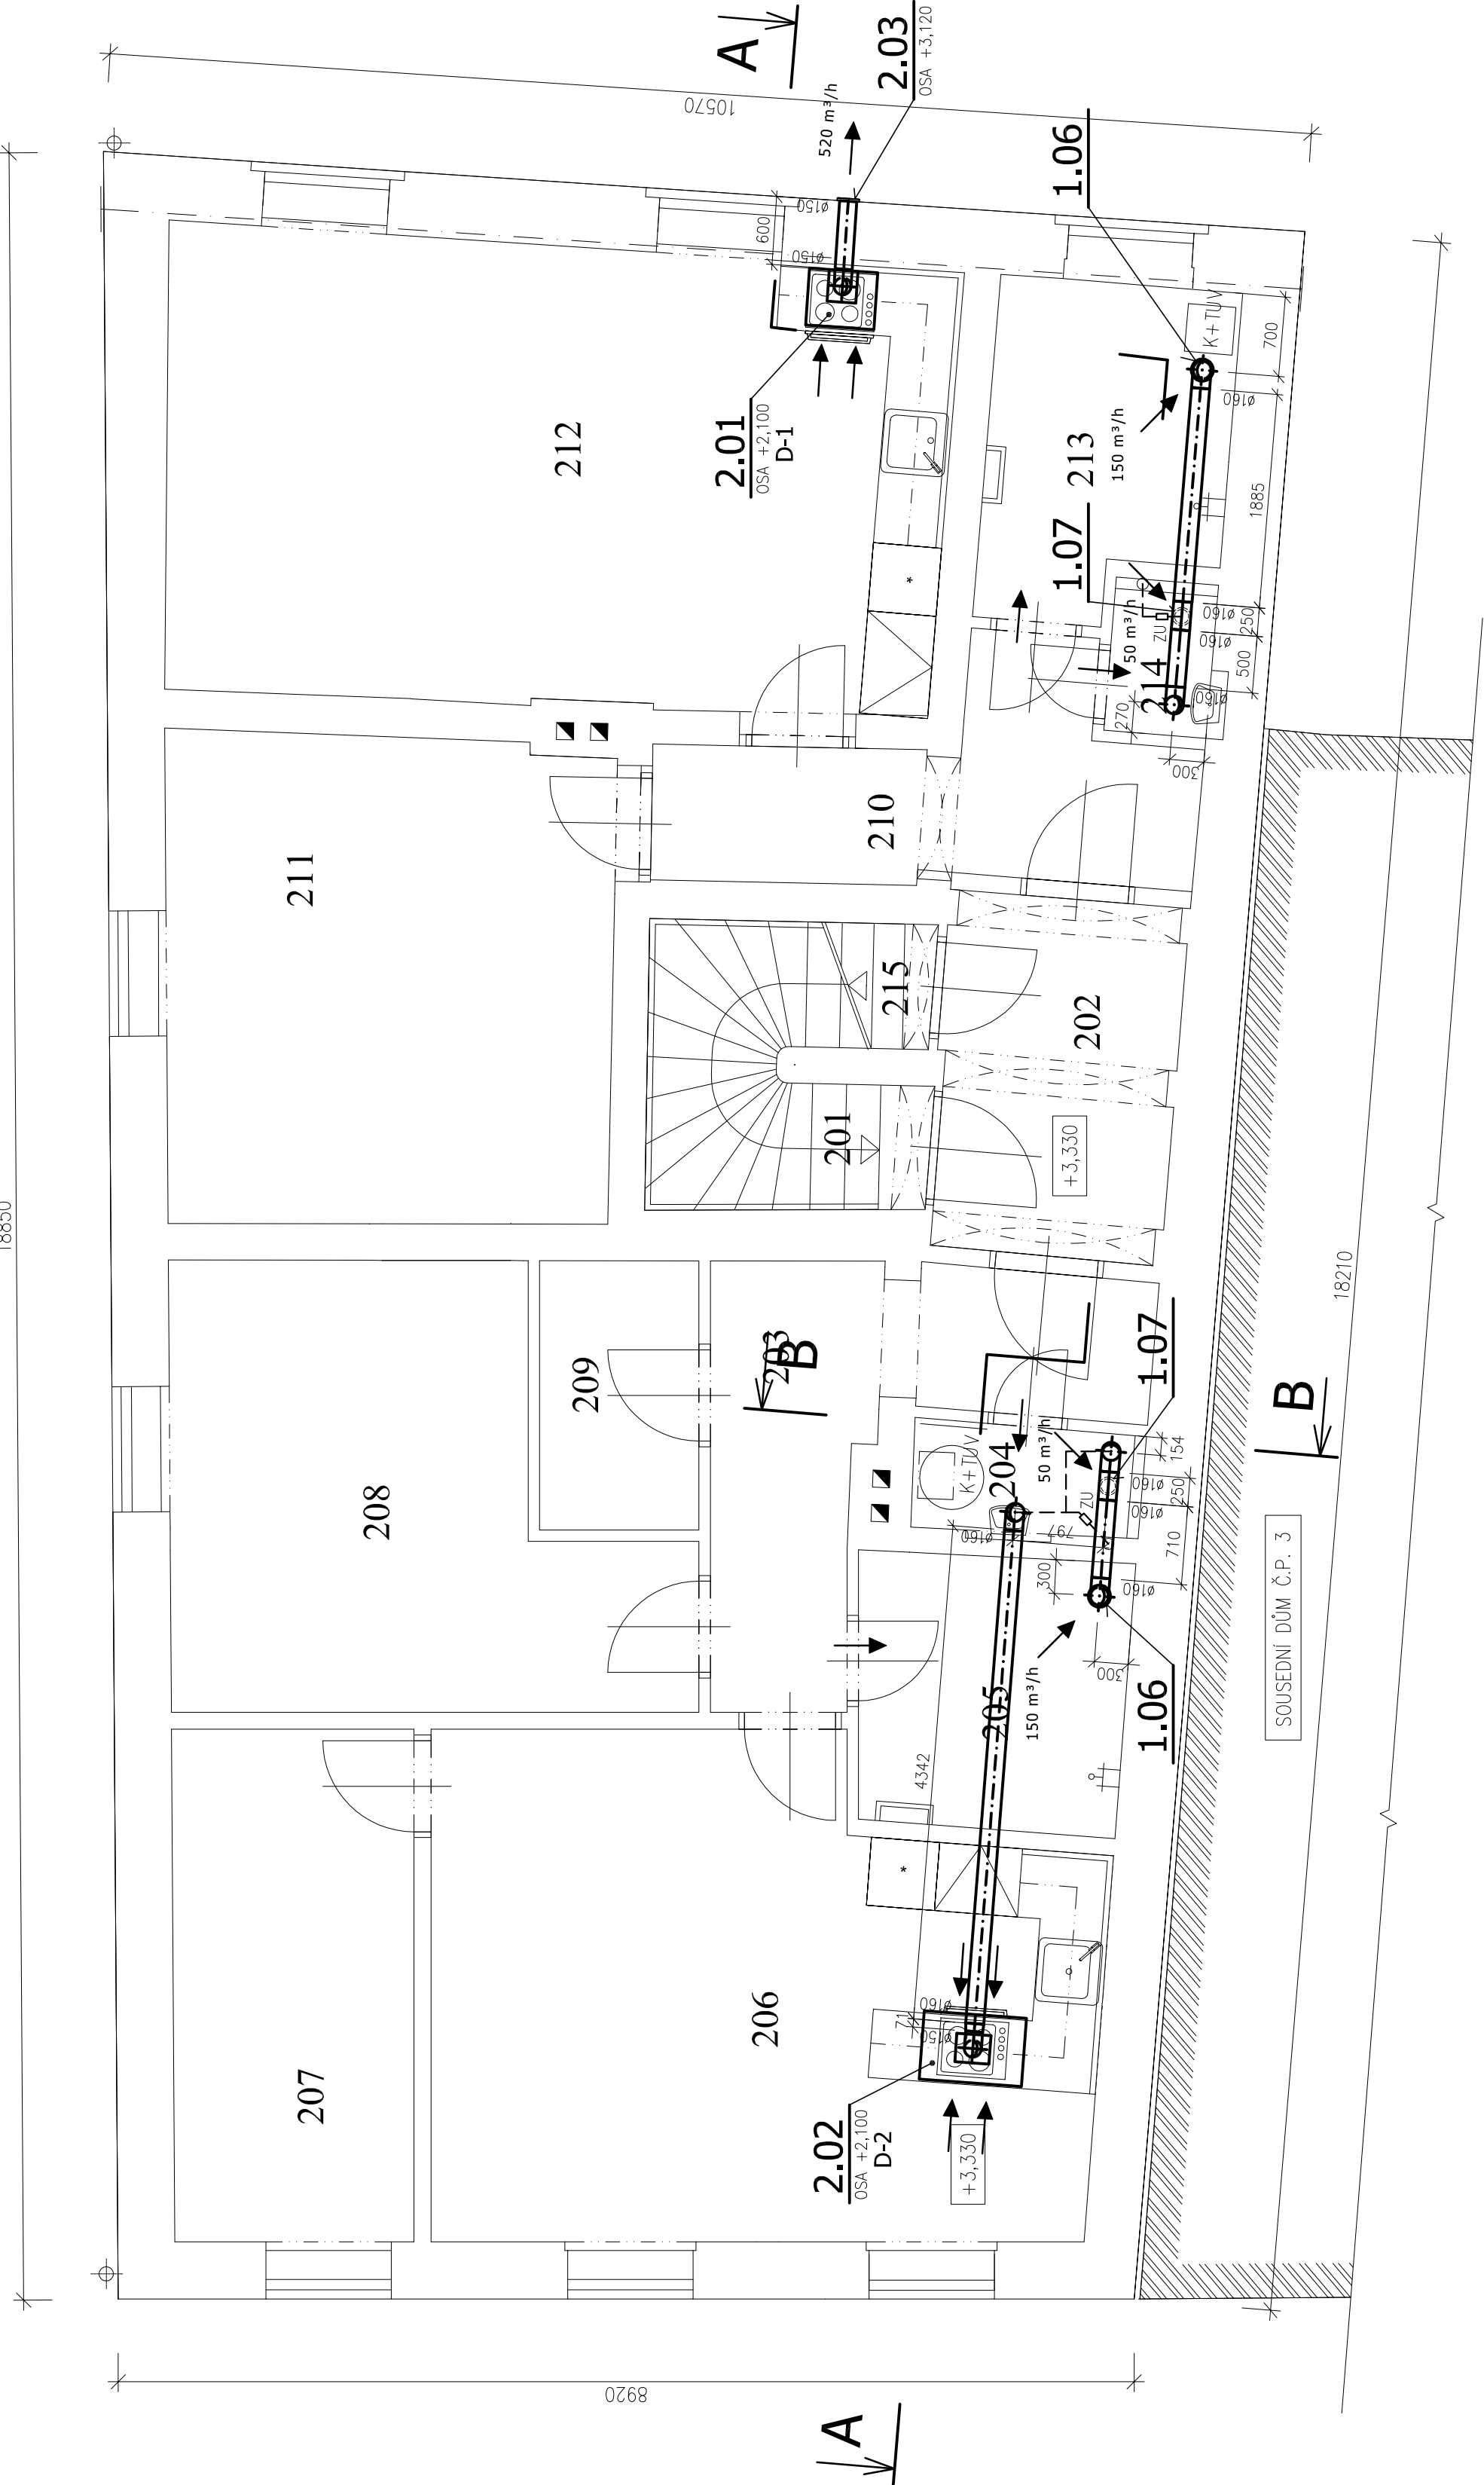 A
2.03
OSA +3,120
10570
520 m³/h
1.06
ø150
600
ø150
K+TUV
700
2.01
OSA +2,100
D-1
212
213
150 m³/h
ø160
1885
1.07
50 m³/h
ZU
ø160
250
ø160
500
214
ø160
270
300
*
210
211
215
202
201
+3,330
18850
18210
203
B
209
1.07
B
208
K+TUV
204
50 m³/h
154
ø160
250
ZU
ø160
797
ø160
710
300
ø160
SOUSEDNÍ DŮM Č.P. 3
300
205
150 m³/h
1.06
4342
*
206
ø160
71
ø150
207
2.02
OSA +2,100
D-2
+3,330
8920
A